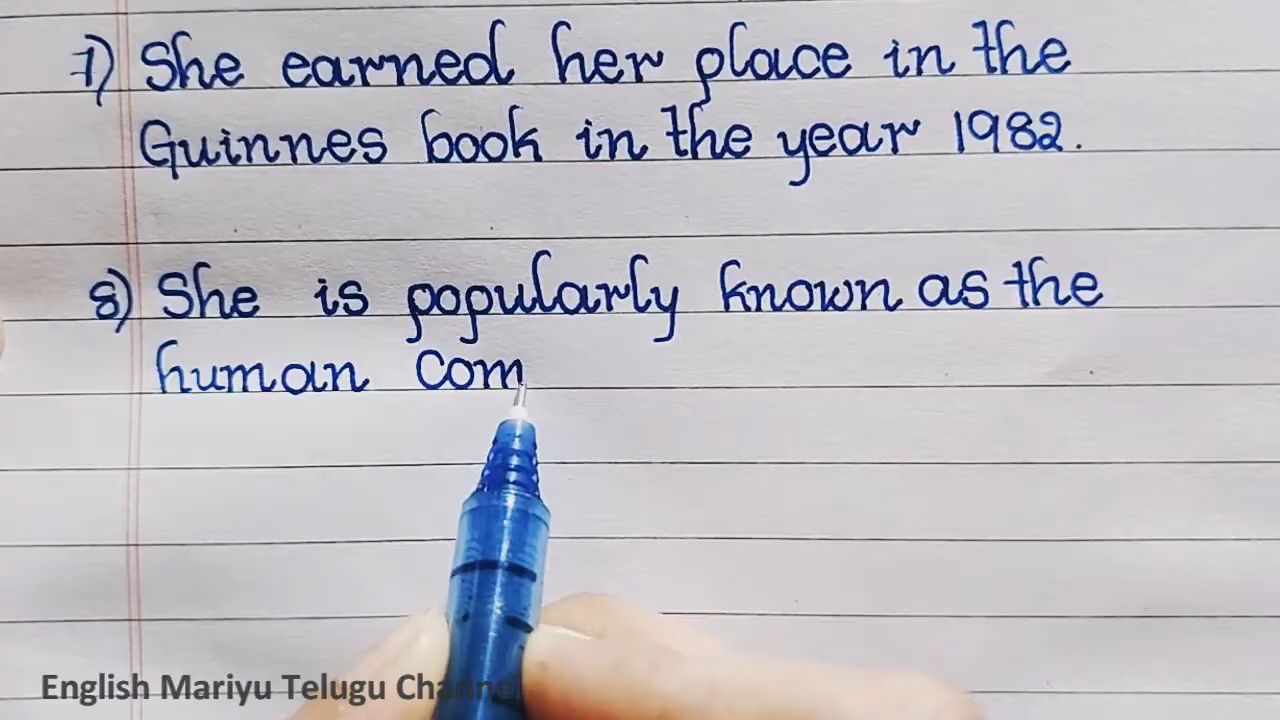 7) She earned her place in the
Guinnes book in the year 1982.
8) She is popularly known as the
human com
English Mariyu Telugu Channel